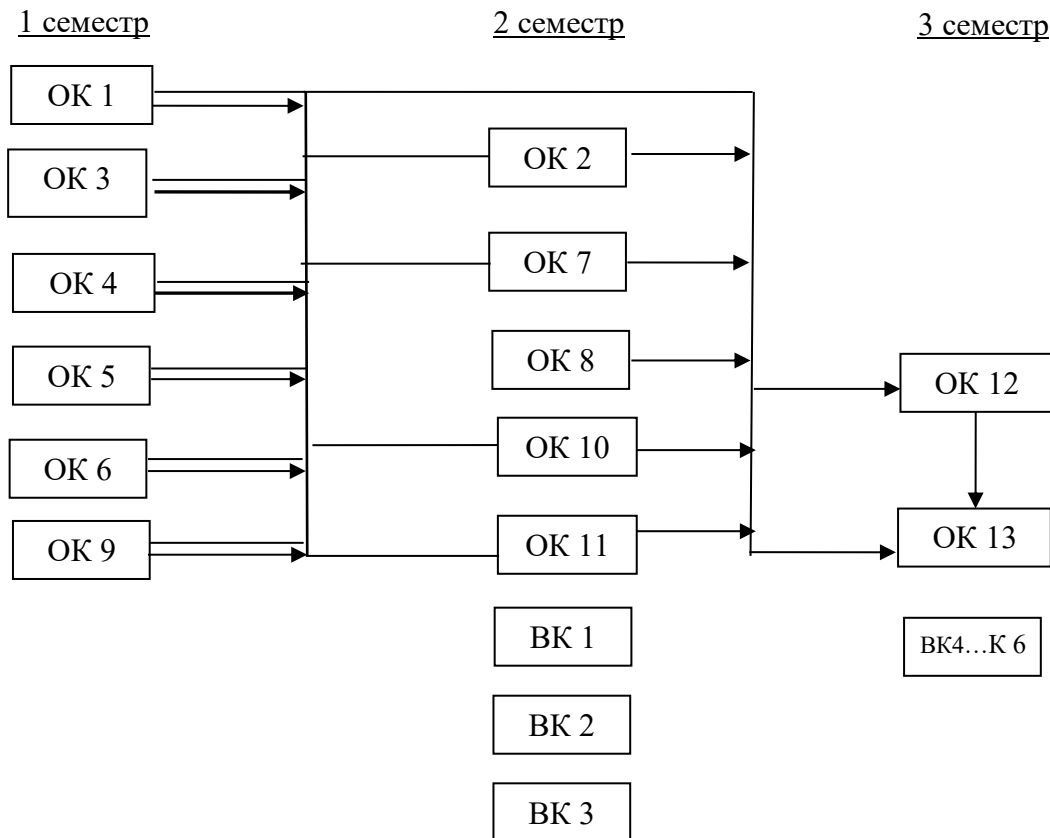 1 семестр
2 семестр
3 семестр
ОК 1
ОК 3
ОК 4
ОК 5
ОК 6
ОК 9
ОК 2
ОК 7
ОК 8
ОК 10
ОК 11
ВК 1
ВК 2
ВК 3
ОК 12
ОК 13
ВК4…К 6